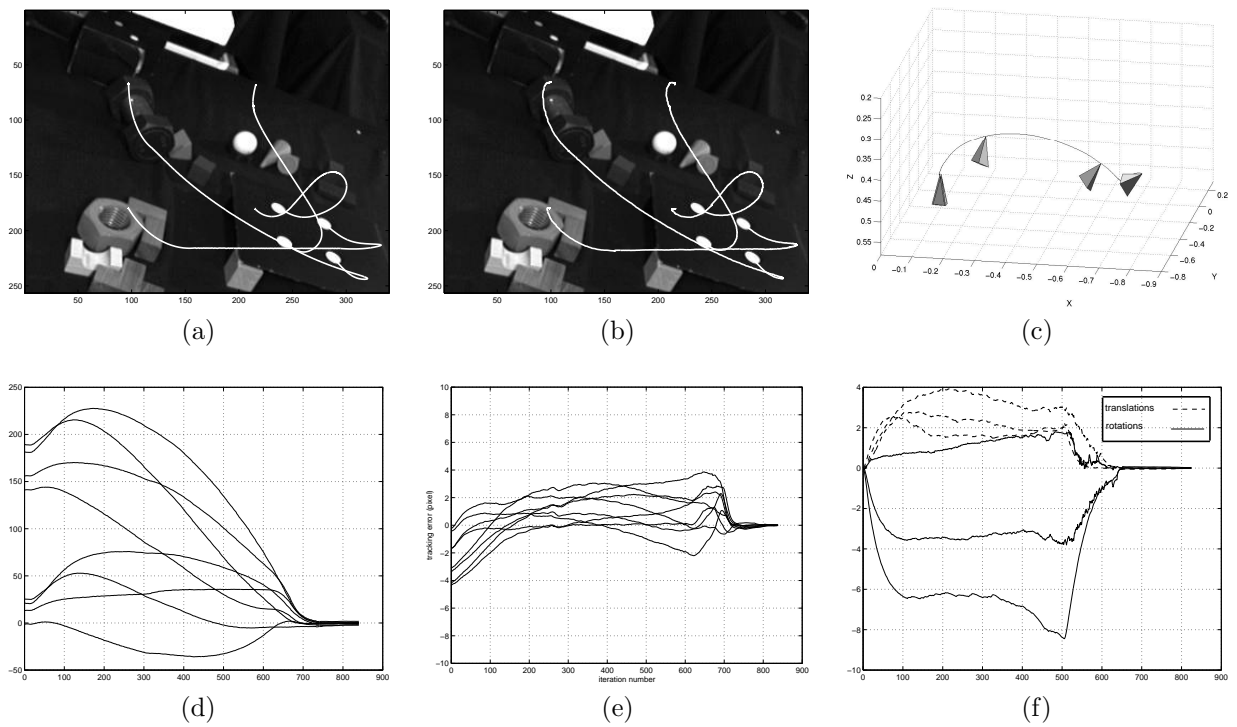 50
100
150
200
250
50 100 150 200 250 300
(a)
50
100
150
200
250
50 100 150 200 250 300
(b)
0.2
0.25
0.3
0.35
0.4
0.45
0.5
0.55
Z
0 −0.1 −0.2 −0.3 −0.4 −0.5 −0.6 −0.7 −0.8 −0.9
X
0.2
0
−0.2
−0.4
−0.6
−0.8
Y
(c)
250
200
150
100
50
0
−50
0 100 200 300 400 500 600 700 800 900
(d)
10
8
6
4
2
0
−2
−4
−6
−8
−10
tracking error (pixel)
0 100 200 300 400 500 600 700 800 900
iteration number
(e)
4
2
0
−2
−4
−6
−8
−10
translations
rotations
0 100 200 300 400 500 600 700 800 900
(f)